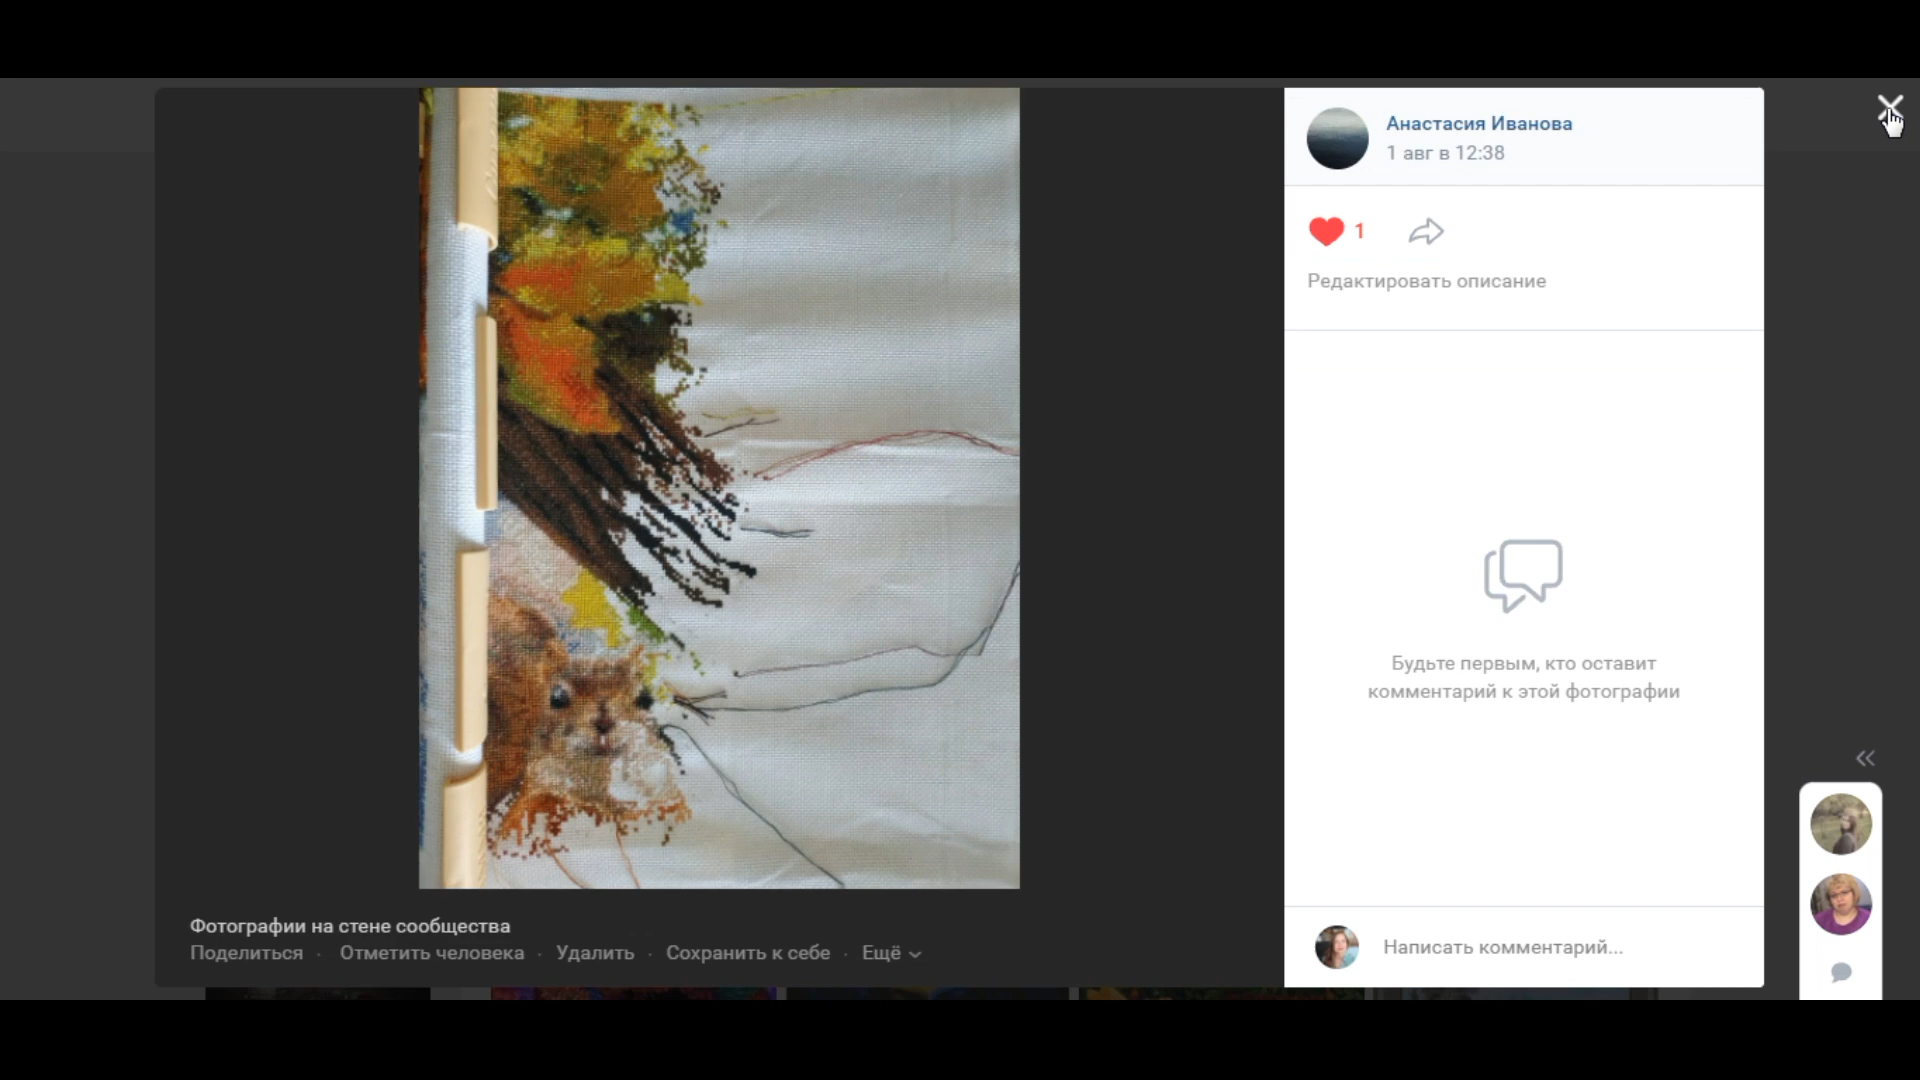 Анастасия Иванова
1 авг в 12:38
1
Редактировать описание
Будьте первым, кто оставит
комментарий к этой фотографии
Написать комментарий...
Фотографии на стене сообщества
Поделиться · Отметить человека · Удалить · Сохранить к себе · Ещё